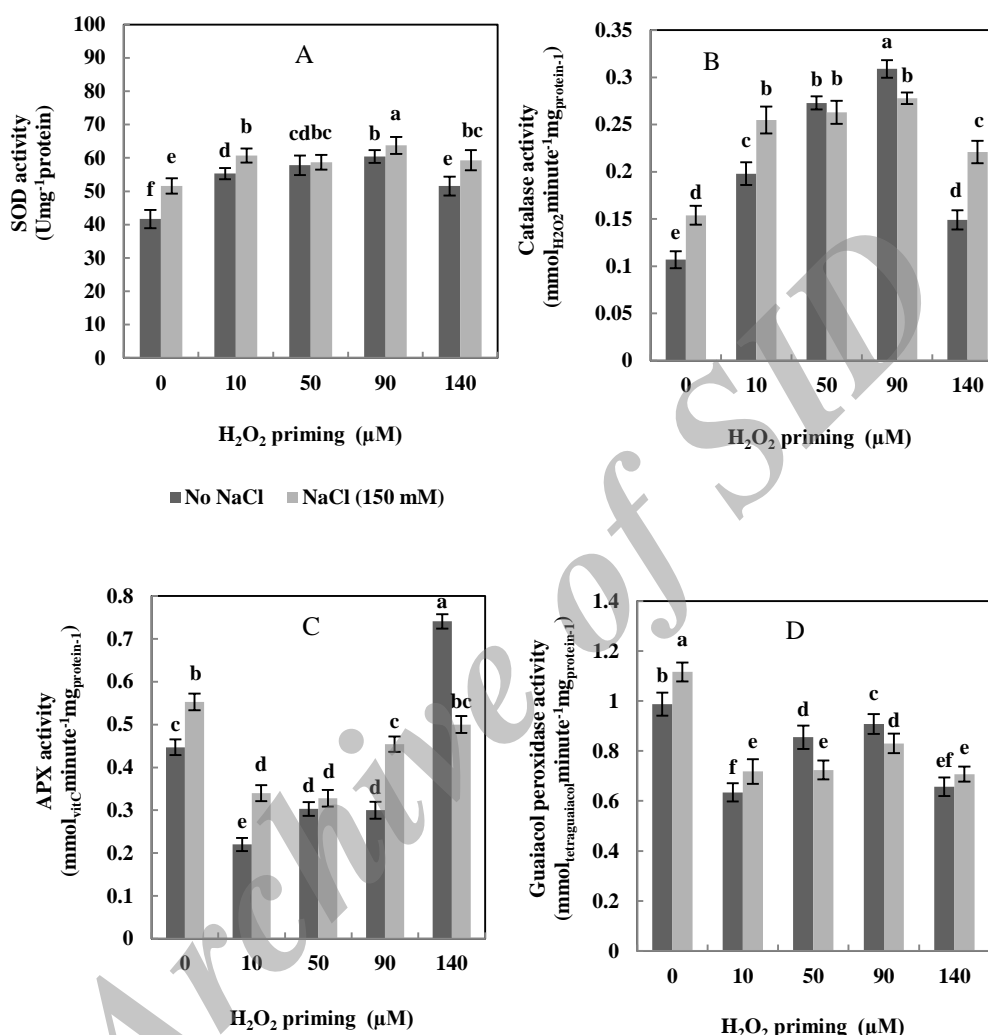 A
SOD activity
(Umg-1protein)
100
90
80
70
60
50
40
30
20
10
0
f e d b cd bc b a e bc
0 10 50 90 140
H2O2 priming (µM)
B
Catalase activity
(mmolH2O2minute-1mgprotein-1)
0.35
0.3
0.25
0.2
0.15
0.1
0.05
0
e d c b b b a b d c
0 10 50 90 140
H2O2 priming (µM)
No NaCl NaCl (150 mM)
C
APX activity
(mmolvitCminute-1mgprotein-1)
0.8
0.7
0.6
0.5
0.4
0.3
0.2
0.1
0
c b e d d d d c a bc
0 10 50 90 140
H2O2 priming (µM)
D
Guaiacol peroxidase activity
(mmoltetraguaiacolminute-1mgprotein-1)
1.4
1.2
1
0.8
0.6
0.4
0.2
0
b a f e d e c d ef e
0 10 50 90 140
H2O2 priming (µM)
Archive of SID